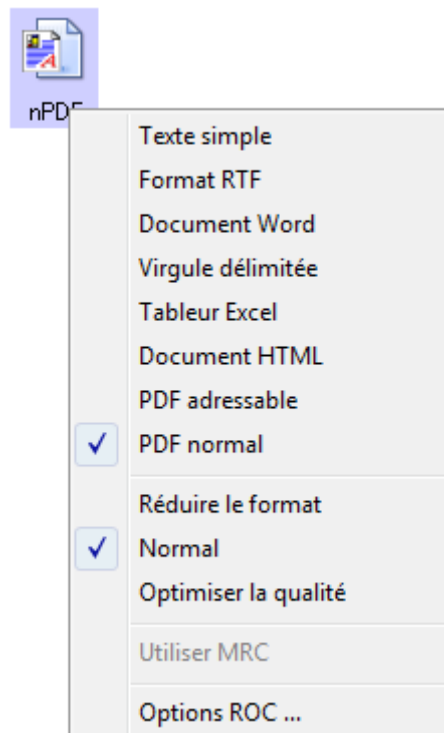 nPDF
Texte simple
Format RTF
Document Word
Virgule délimitée
Tableur Excel
Document HTML
PDF adressable
PDF normal
Réduire le format
Normal
Optimiser la qualité
Utiliser MRC
Options ROC ...